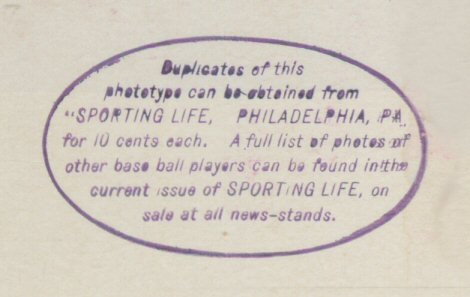 Duplicates of this
phototype can be obtained from
"SPORTING LIFE, PHILADELPHIA, PA.
for 10 cents each. A full list of photos of
other base ball players can be found in the
current issue of SPORTING LIFE, on
sale at all news-stands.